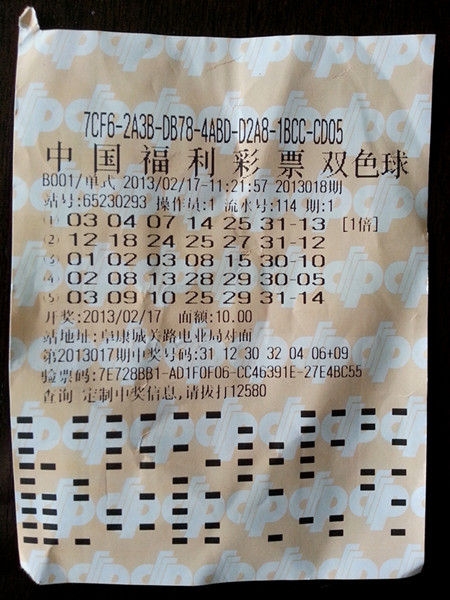 7CF6-2A3B-DB78-4ABD-D2A8-1BCC-CD05
中国福利彩票 双色球
B001/单式 2013/02/17-11:21:57 2013018期
站号:65230293 操作员:1 流水号:114 期:1
(1) 03 04 07 14 25 31-13 [1倍]
(2) 12 18 24 25 27 31-12
(3) 01 02 03 08 15 30-10
(4) 02 08 13 28 29 30-05
(5) 03 09 10 25 29 31-14
开奖:2013/02/17 面额:10.00
站地址:阜康城关路电业局对面
第2013017期中奖号码:31 12 30 32 04 06+09
验票码:7E728BB1-AD1F0F06-CC46391E-27E4BC55
查询 定制中奖信息,请拔打12580